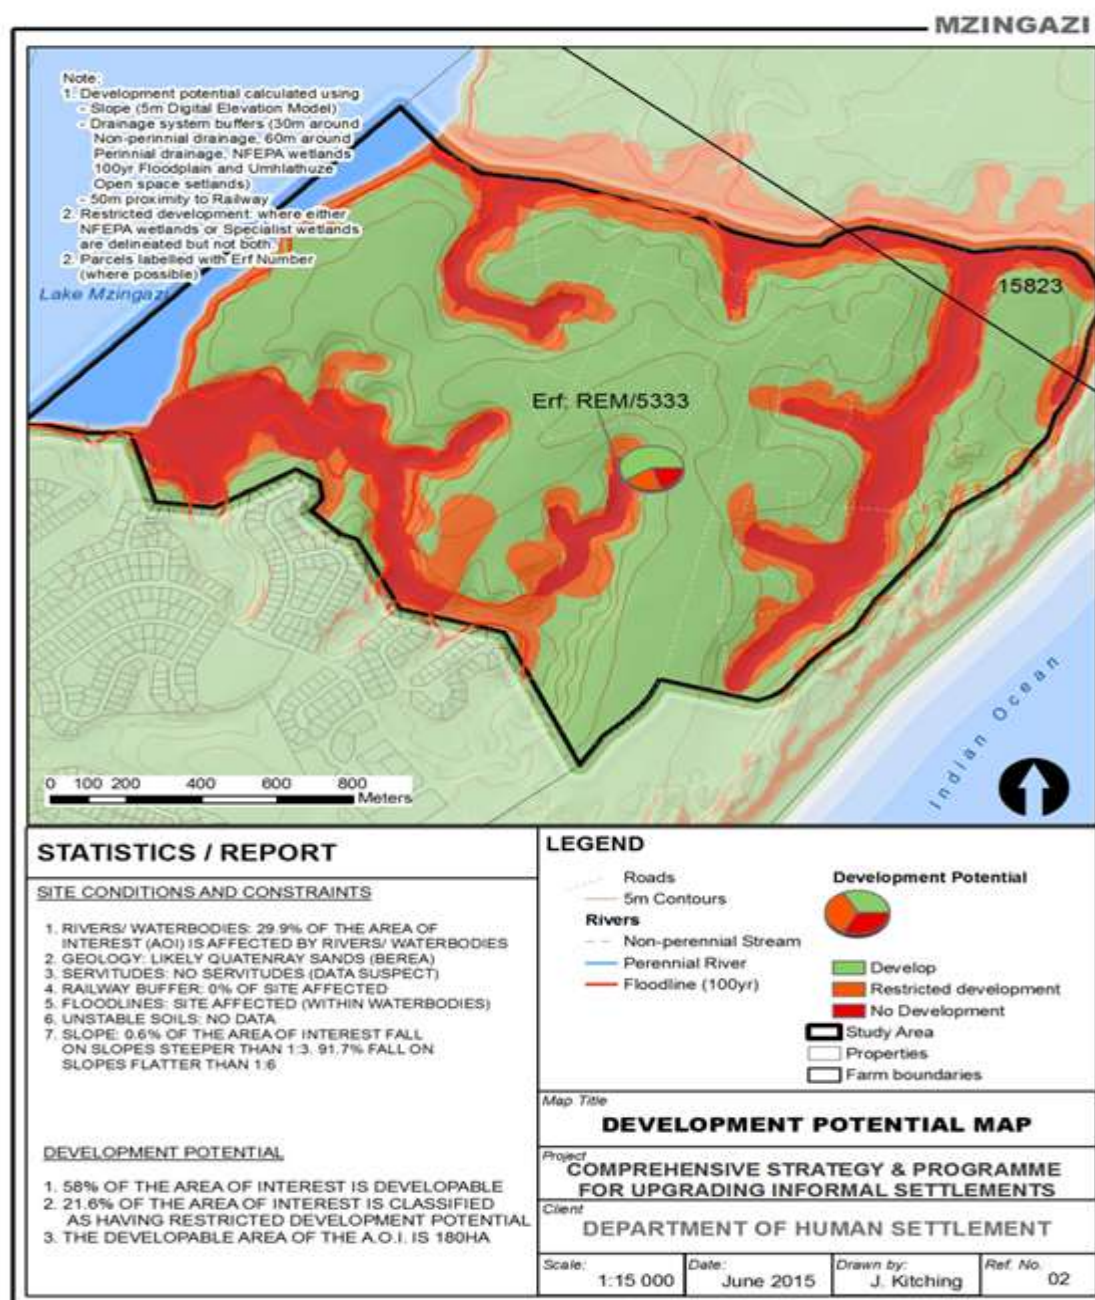 MZINGAZI
Note:
1. Development potential calculated using
- Slope (5m Digital Elevation Model)
- Drainage system buffers (30m around
Non-perinnial drainage, 60m around
Perinnial drainage, NFEPA wetlands
100yr Floodplain and Umhlathuze
Open space setlands)
- 50m proximity to Railway
2. Restricted development: where either
NFEPA wetlands or Specialist wetlands
are delineated but not both.
2. Parcels labelled with Erf Number
(where possible)
Lake Mzingazi
15823
Erf: REM/5333
Indian Ocean
0 100 200 400 600 800
Meters
STATISTICS / REPORT
SITE CONDITIONS AND CONSTRAINTS
1. RIVERS/ WATERBODIES: 29.9% OF THE AREA OF
INTEREST (AOI) IS AFFECTED BY RIVERS/ WATERBODIES
2. GEOLOGY: LIKELY QUATENRAY SANDS (BEREA)
3. SERVITUDES: NO SERVITUDES (DATA SUSPECT)
4. RAILWAY BUFFER: 0% OF SITE AFFECTED
5. FLOODLINES: SITE AFFECTED (WITHIN WATERBODIES)
6. UNSTABLE SOILS: NO DATA
7. SLOPE: 0.6% OF THE AREA OF INTEREST FALL
ON SLOPES STEEPER THAN 1:3. 91.7% FALL ON
SLOPES FLATTER THAN 1:6
DEVELOPMENT POTENTIAL
1. 58% OF THE AREA OF INTEREST IS DEVELOPABLE
2. 21.6% OF THE AREA OF INTEREST IS CLASSIFIED
AS HAVING RESTRICTED DEVELOPMENT POTENTIAL
3. THE DEVELOPABLE AREA OF THE A.O.I. IS 180HA
LEGEND
Roads
5m Contours
Rivers
Non-perennial Stream
Perennial River
Floodline (100yr)
Development Potential
Develop
Restricted development
No Development
Study Area
Properties
Farm boundaries
Map Title
DEVELOPMENT POTENTIAL MAP
Project
COMPREHENSIVE STRATEGY & PROGRAMME
FOR UPGRADING INFORMAL SETTLEMENTS
Client
DEPARTMENT OF HUMAN SETTLEMENT
Scale:
1:15 000
Date:
June 2015
Drawn by:
J. Kitching
Ref. No.
02